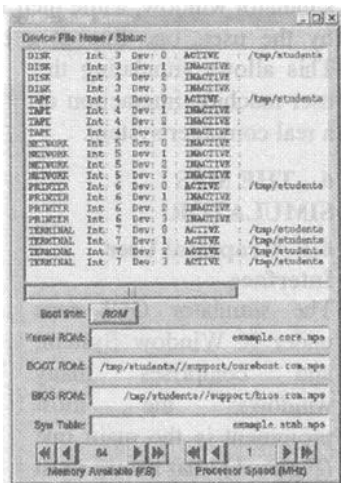 Device File Name / Status
DISK Int: 3 Dev: 0 : ACTIVE : /tmp/students
DISK Int: 3 Dev: 1 : INACTIVE :
DISK Int: 3 Dev: 2 : INACTIVE :
DISK Int: 3 Dev: 3 : INACTIVE :
TAPE Int: 4 Dev: 0 : ACTIVE : /tmp/students
TAPE Int: 4 Dev: 1 : INACTIVE :
TAPE Int: 4 Dev: 2 : INACTIVE :
TAPE Int: 4 Dev: 3 : INACTIVE :
NETWORK Int: 5 Dev: 0 : INACTIVE :
NETWORK Int: 5 Dev: 1 : INACTIVE :
NETWORK Int: 5 Dev: 2 : INACTIVE :
NETWORK Int: 5 Dev: 3 : INACTIVE :
PRINTER Int: 6 Dev: 0 : ACTIVE : /tmp/students
PRINTER Int: 6 Dev: 1 : INACTIVE :
PRINTER Int: 6 Dev: 2 : INACTIVE :
PRINTER Int: 6 Dev: 3 : INACTIVE :
TERMINAL Int: 7 Dev: 0 : ACTIVE : /tmp/students
TERMINAL Int: 7 Dev: 1 : ACTIVE : /tmp/students
TERMINAL Int: 7 Dev: 2 : ACTIVE : /tmp/students
TERMINAL Int: 7 Dev: 3 : ACTIVE : /tmp/students
Boot from: ROM
Kernel ROM: example.core.mps
BOOT ROM: /tmp/students//support/coreboot.rom.mps
BIOS ROM: /tmp/students//support/bios.rom.mps
Sym Table: example.stab.mps
64 1
Memory Available (KB) Processor Speed (MHz)